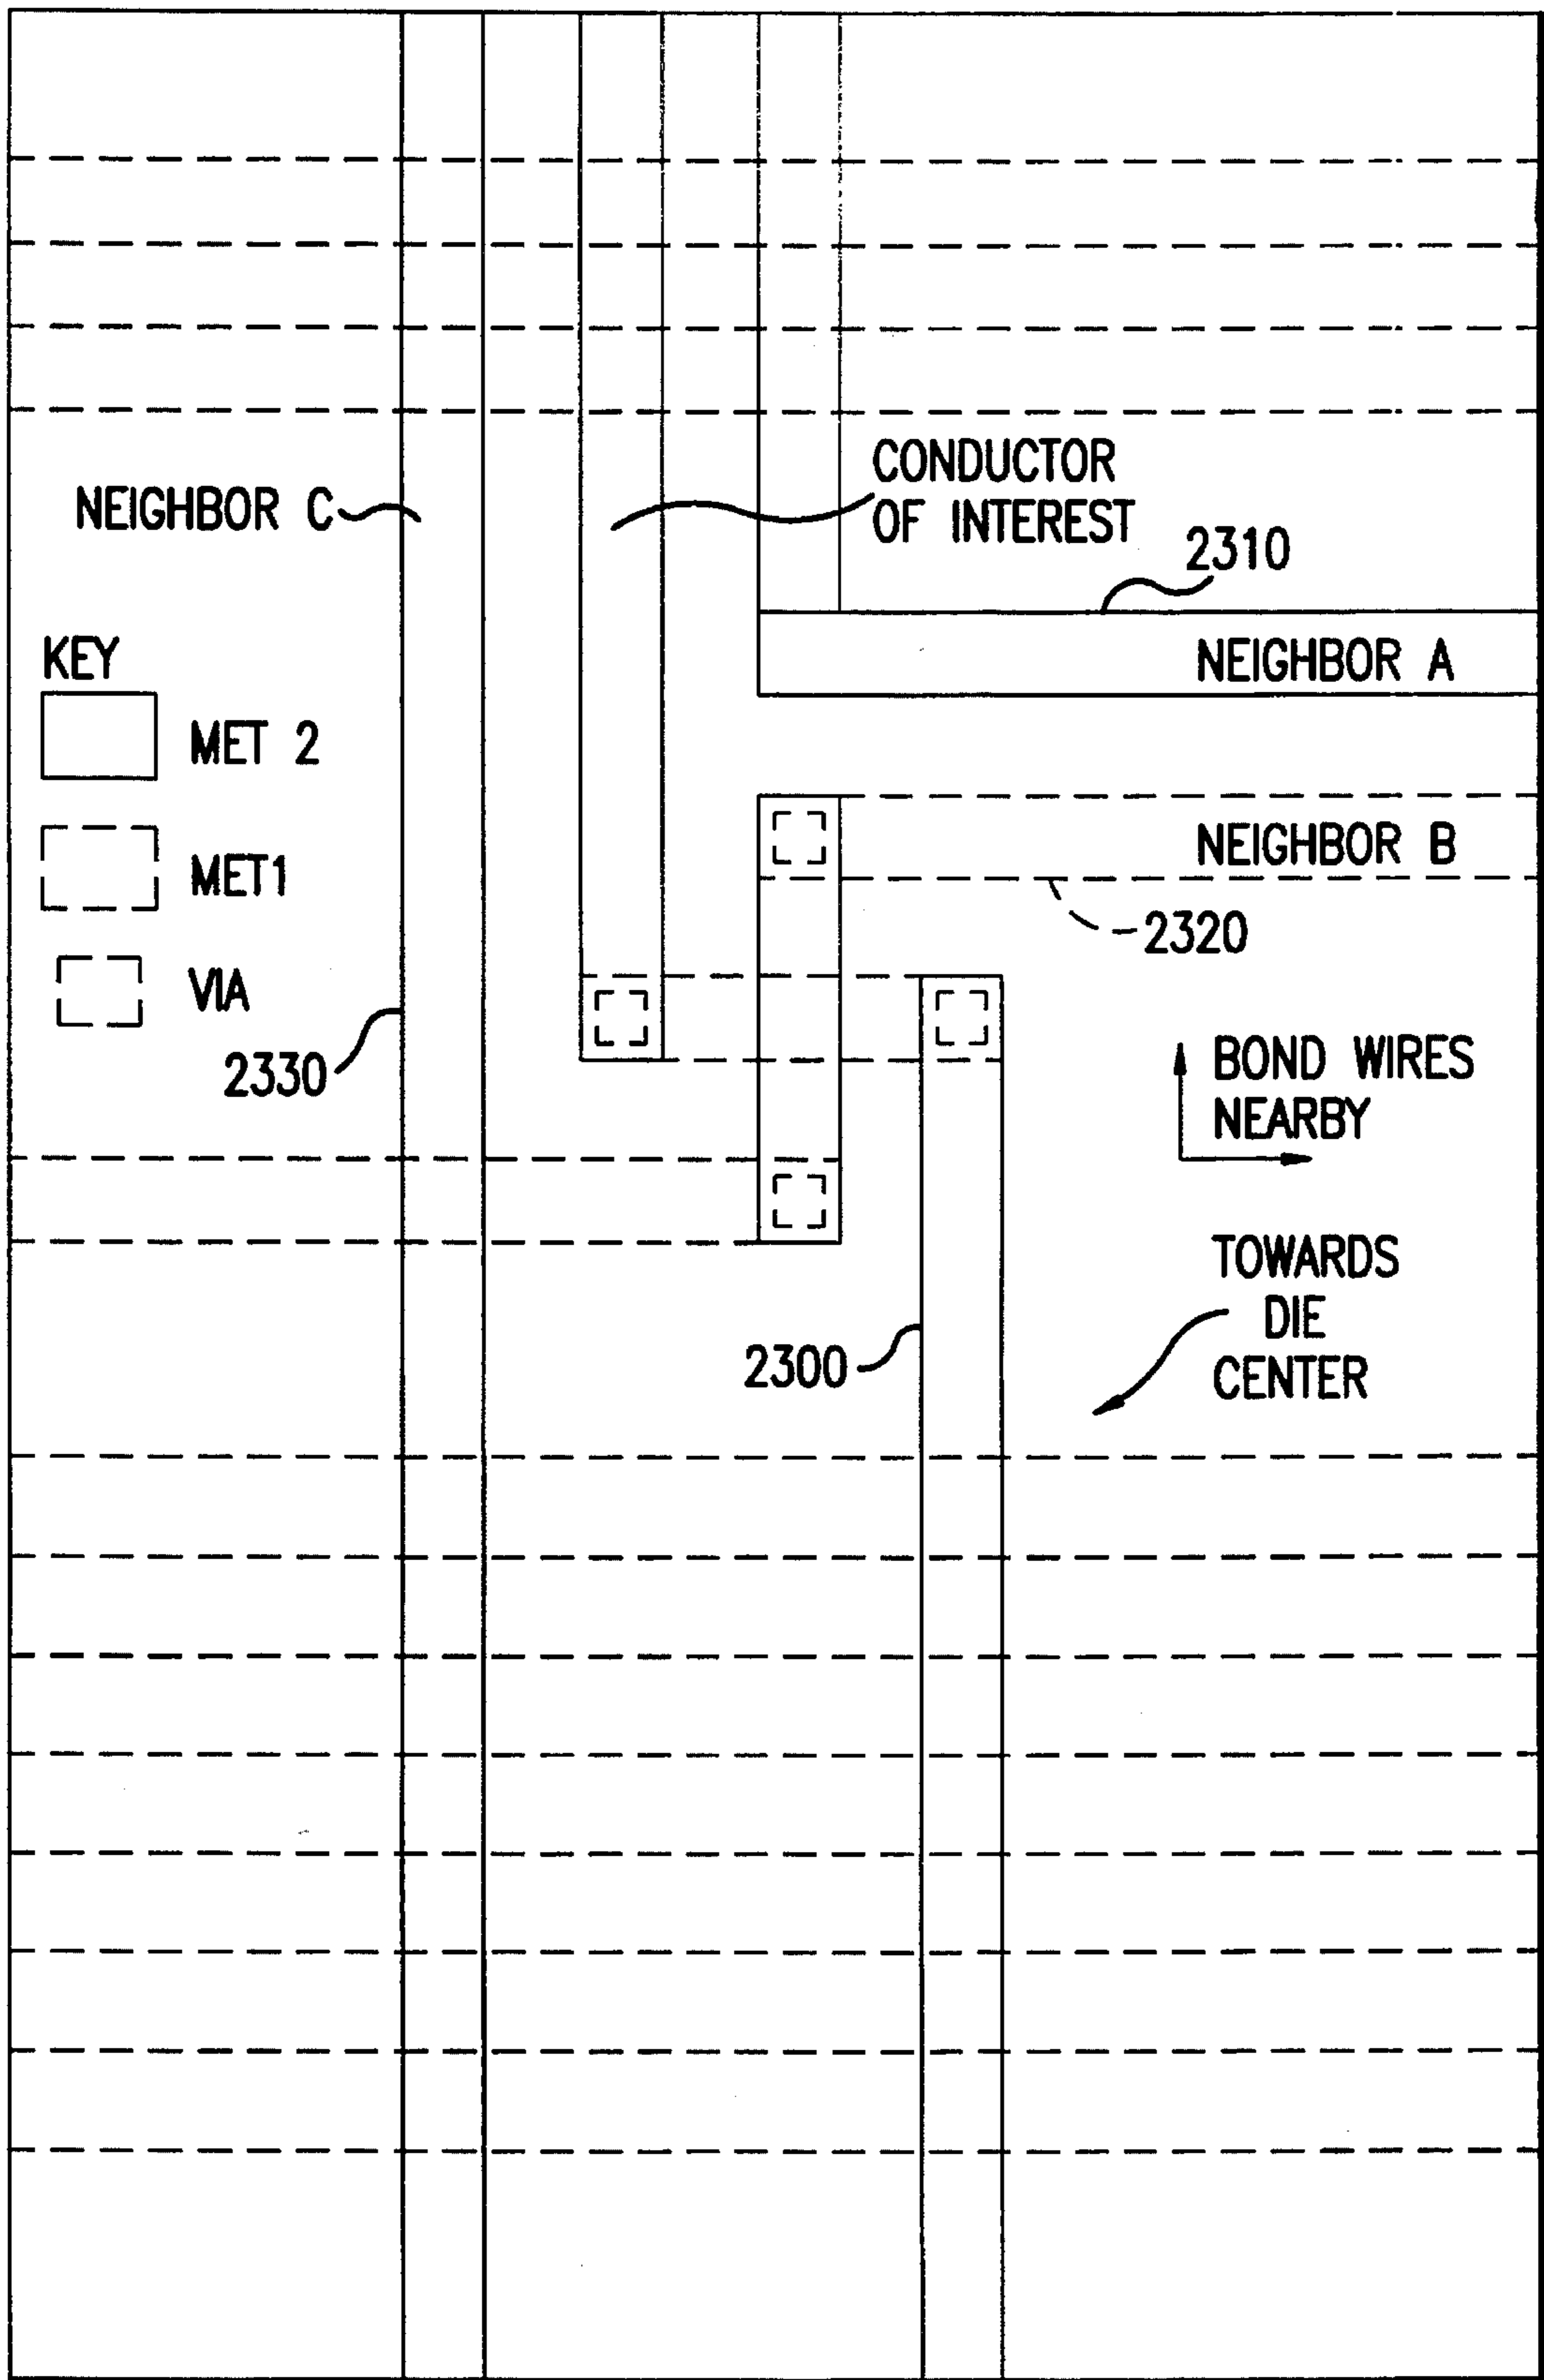 CONDUCTOR
OF INTEREST
NEIGHBOR C
2310
NEIGHBOR A
KEY
MET 2
MET1
VIA
NEIGHBOR B
2320
2330
BOND WIRES
NEARBY
TOWARDS
DIE
CENTER
2300